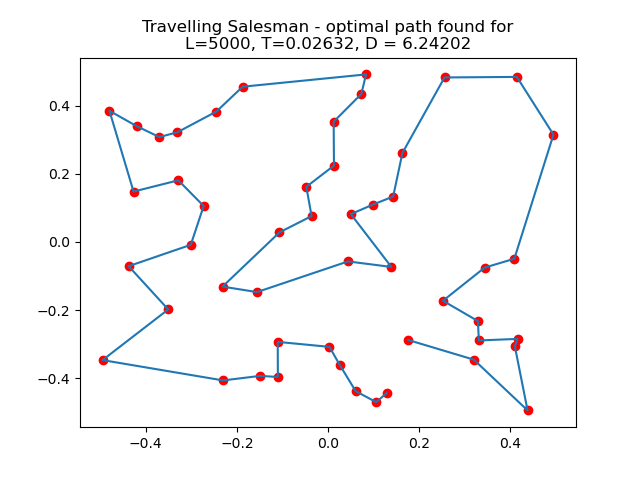 Travelling Salesman - optimal path found for
L=5000, T=0.02632, D = 6.24202
0.4
0.2
0.0
−0.2
−0.4
−0.4 −0.2 0.0 0.2 0.4